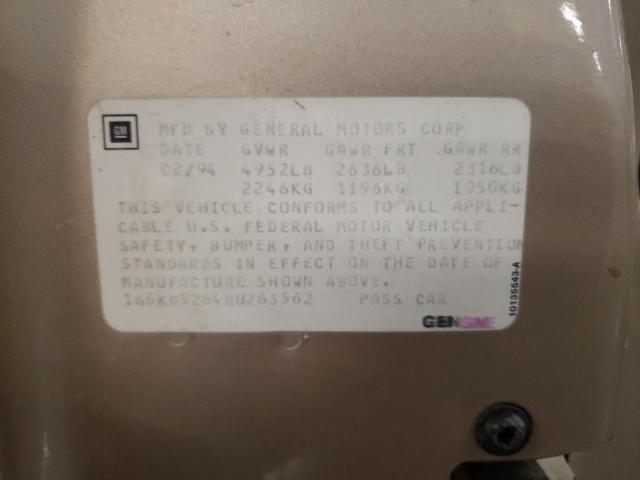 GM
MFD BY GENERAL MOTORS CORP
DATE GVWR GAWR FRT GAWR RR
02/94 4952LB 2636LB 2316LB
2246KG 1196KG 1050KG
THIS VEHICLE CONFORMS TO ALL APPLI-
CABLE U.S. FEDERAL MOTOR VEHICLE
SAFETY, BUMPER, AND THEFT PREVENTION
STANDARDS IN EFFECT ON THE DATE OF
MANUFACTURE SHOWN ABOVE.
1G6KD52B4RU263562 PASS CAR
10135643-A